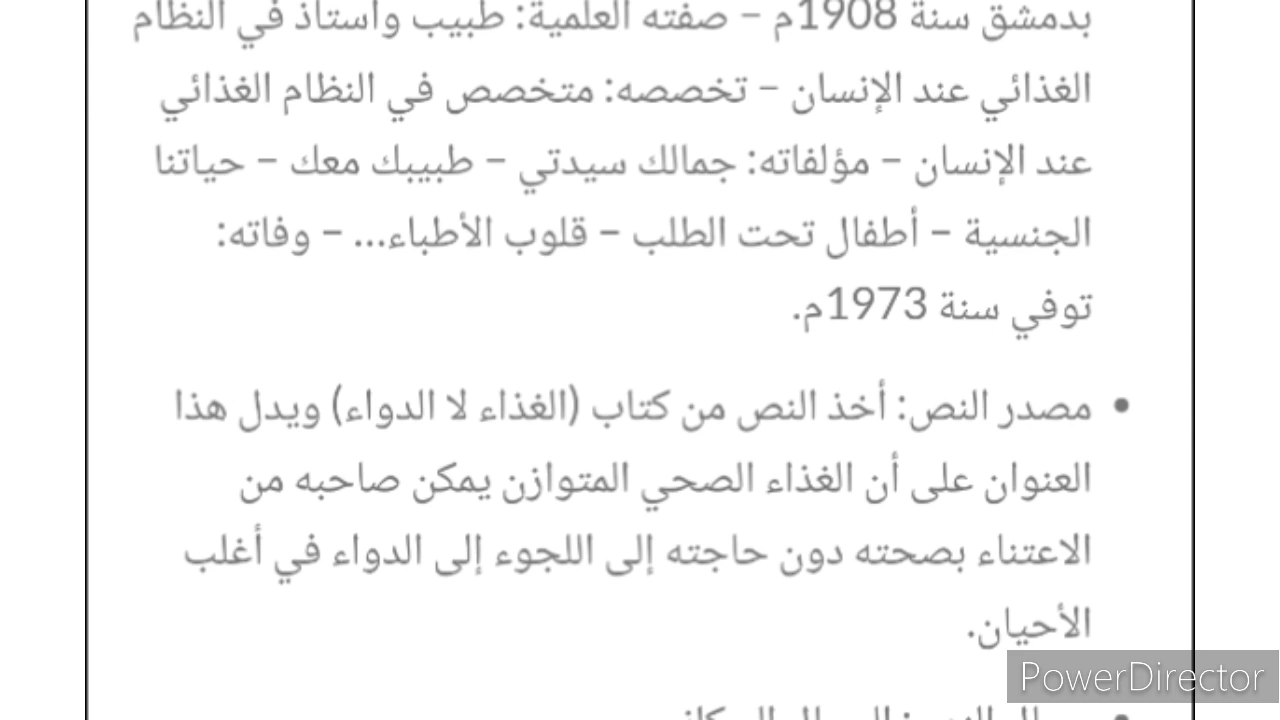 بدمشق سنة 1908م – صفته العلمية: طبيب وأستاذ في النظام
الغذائي عند الإنسان – تخصصه: متخصص في النظام الغذائي
عند الإنسان – مؤلفاته: جمالك سيدتي – طبيبك معك – حياتنا
الجنسية – أطفال تحت الطلب – قلوب الأطباء... – وفاته:
توفي سنة 1973م.
• مصدر النص: أخذ النص من كتاب (الغذاء لا الدواء) ويدل هذا
العنوان على أن الغذاء الصحي المتوازن يمكن صاحبه من
الاعتناء بصحته دون حاجته إلى اللجوء إلى الدواء في أغلب
الأحيان.
PowerDirector